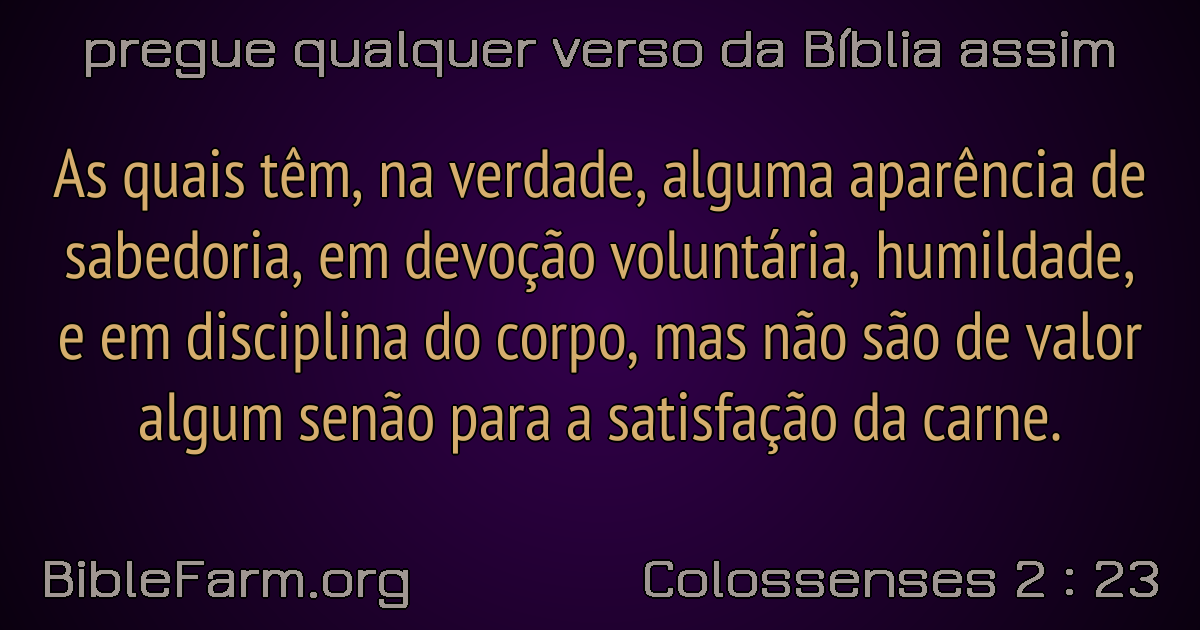 pregue qualquer verso da Bíblia assim
As quais têm, na verdade, alguma aparência de
sabedoria, em devoção voluntária, humildade,
e em disciplina do corpo, mas não são de valor
algum senão para a satisfação da carne.
BibleFarm.org
Colossenses 2 : 23